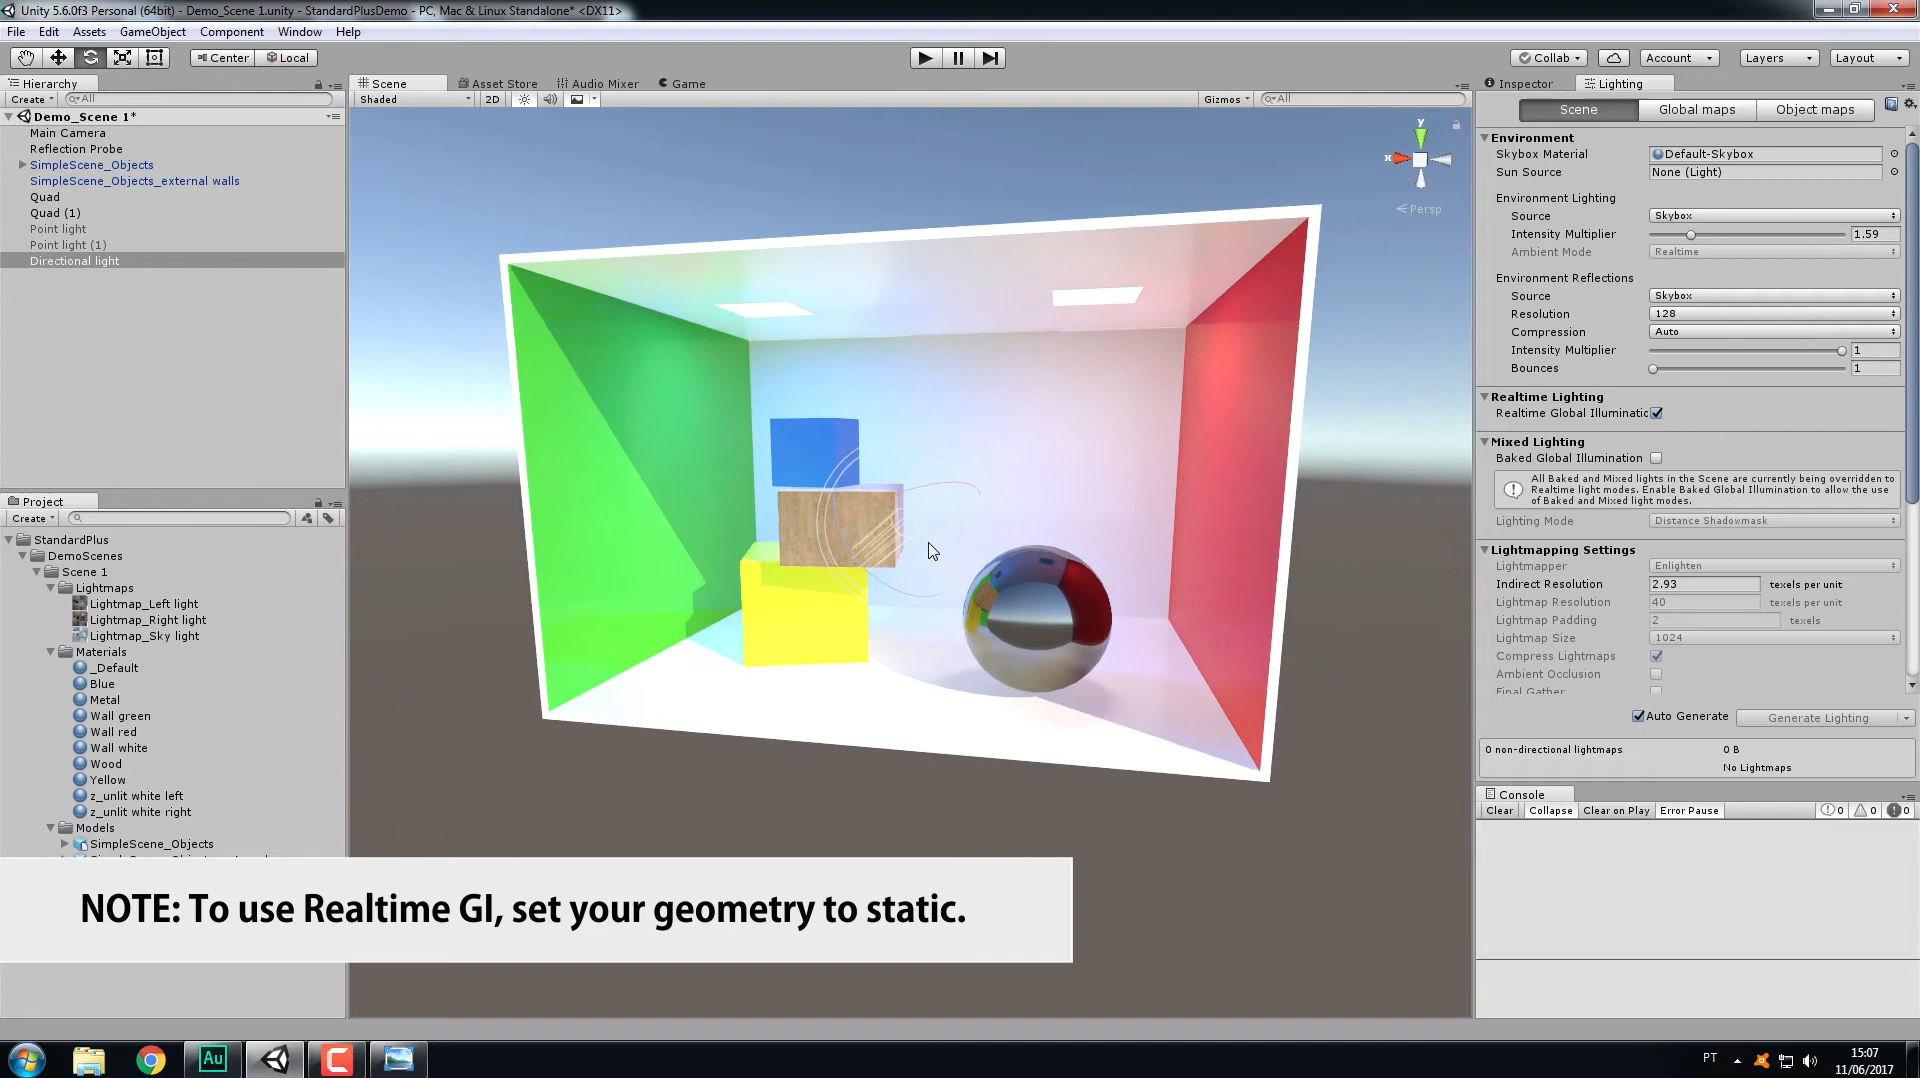 Unity 5.6.0f3 Personal (64bit) - Demo_Scene 1.unity - StandardPlusDemo - PC, Mac & Linux Standalone* <DX11>
File Edit Assets GameObject Component Window Help
Center Local
Collab Account Layers Layout
Hierarchy
Create All
Demo_Scene 1*
Main Camera
Reflection Probe
SimpleScene_Objects
SimpleScene_Objects_external walls
Quad
Quad (1)
Point light
Point light (1)
Directional light
Project
Create
StandardPlus
DemoScenes
Scene 1
Lightmaps
Lightmap_Left light
Lightmap_Right light
Lightmap_Sky light
Materials
_Default
Blue
Metal
Wall green
Wall red
Wall white
Wood
Yellow
z_unlit white left
z_unlit white right
Models
SimpleScene_Objects
Scene Asset Store Audio Mixer Game
Shaded 2D Gizmos All
y
x
Persp
Inspector Lighting
Scene Global maps Object maps
Environment
Skybox Material Default-Skybox
Sun Source None (Light)
Environment Lighting
Source Skybox
Intensity Multiplier 1.59
Ambient Mode Realtime
Environment Reflections
Source Skybox
Resolution 128
Compression Auto
Intensity Multiplier 1
Bounces 1
Realtime Lighting
Realtime Global Illuminatic
Mixed Lighting
Baked Global Illumination
All Baked and Mixed lights in the Scene are currently being overridden to
Realtime light modes. Enable Baked Global Illumination to allow the use
of Baked and Mixed light modes.
Lighting Mode Distance Shadowmask
Lightmapping Settings
Lightmapper Enlighten
Indirect Resolution 2.93 texels per unit
Lightmap Resolution 40 texels per unit
Lightmap Padding 2 texels
Lightmap Size 1024
Compress Lightmaps
Ambient Occlusion
Final Gather
Auto Generate Generate Lighting
0 non-directional lightmaps 0 B
No Lightmaps
Console
Clear Collapse Clear on Play Error Pause 0 0 0
NOTE: To use Realtime GI, set your geometry to static.
Au
PT
15:07
11/06/2017